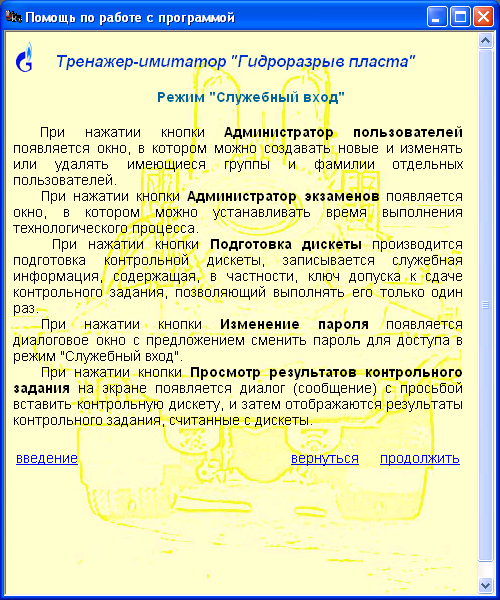 Помощь по работе с программой
Тренажер-имитатор "Гидроразрыв пласта"
Режим "Служебный вход"
При нажатии кнопки Администратор пользователей
появляется окно, в котором можно создавать новые и изменять
или удалять имеющиеся группы и фамилии отдельных
пользователей.
При нажатии кнопки Администратор экзаменов появляется
окно, в котором можно устанавливать время выполнения
технологического процесса.
При нажатии кнопки Подготовка дискеты производится
подготовка контрольной дискеты, записывается служебная
информация, содержащая, в частности, ключ допуска к сдаче
контрольного задания, позволяющий выполнять его только один
раз.
При нажатии кнопки Изменение пароля появляется
диалоговое окно с предложением сменить пароль для доступа в
режим "Служебный вход".
При нажатии кнопки Просмотр результатов контрольного
задания на экране появляется диалог (сообщение) с просьбой
вставить контрольную дискету, и затем отображаются результаты
контрольного задания, считанные с дискеты.
введение вернуться продолжить